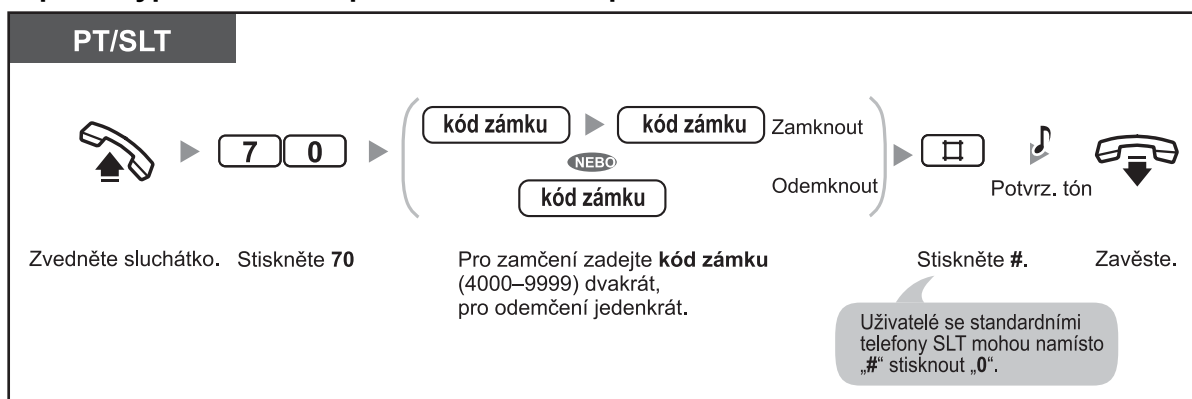 PT/SLT
7 0
kód zámku kód zámku Zamknout
NEBO
kód zámku Odemknout
#
Potvrz. tón
Zvedněte sluchátko. Stiskněte 70
Pro zamčení zadejte kód zámku
(4000–9999) dvakrát,
pro odemčení jedenkrát.
Stiskněte #. Zavěste.
Uživatelé se standardními
telefony SLT mohou namísto
„#“ stisknout „0“.